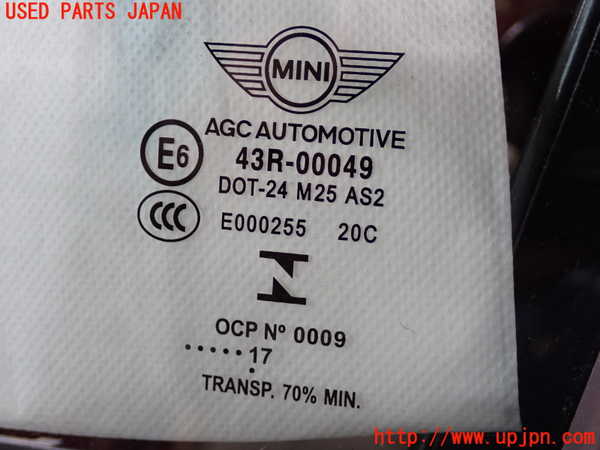 USED PARTS JAPAN
MINI
AGC AUTOMOTIVE
E6
43R-00049
DOT-24 M25 AS2
CCC
E000255 20C
OCP Nº 0009
.....17
.
TRANSP. 70% MIN.
http://www.upjpn.com/